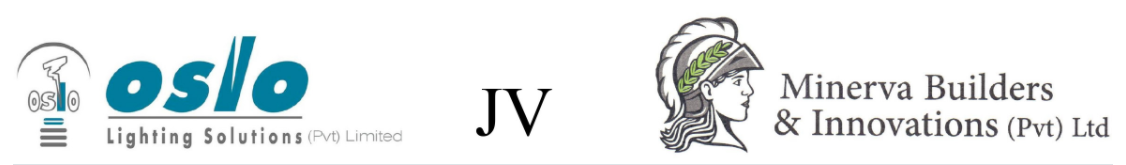 oslo
oslo
Lighting Solutions (Pvt) Limited
JV
Minerva Builders
& Innovations (Pvt) Ltd